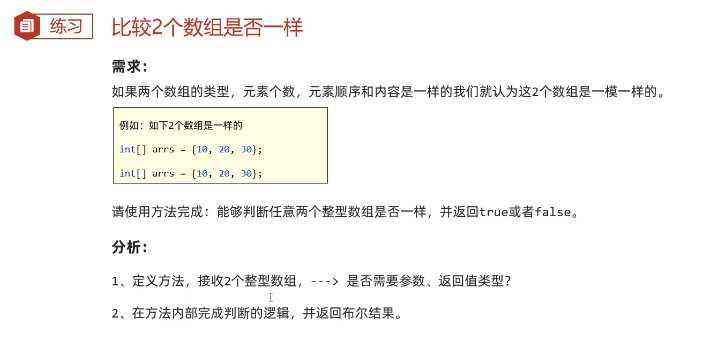 练习
比较2个数组是否一样
需求：
如果两个数组的类型，元素个数，元素顺序和内容是一样的我们就认为这2个数组是一模一样的。
例如：如下2个数组是一样的
int[] arrs = {10, 20, 30};
int[] arrs = {10, 20, 30};
请使用方法完成：能够判断任意两个整型数组是否一样，并返回true或者false。
分析：
1、定义方法，接收2个整型数组，---> 是否需要参数、返回值类型？
2、在方法内部完成判断的逻辑，并返回布尔结果。